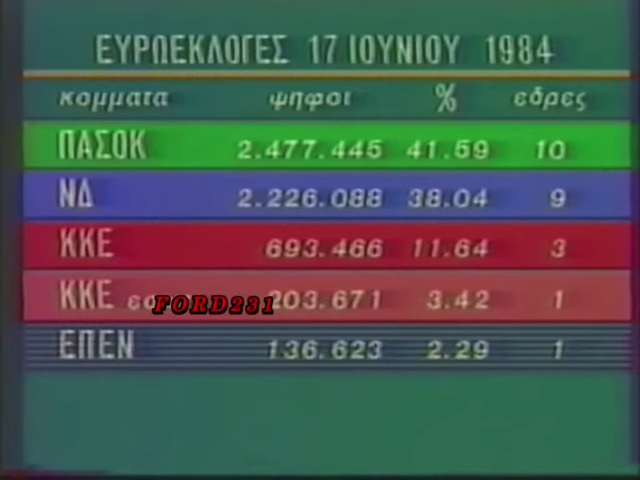 ΕΥΡΩΕΚΛΟΓΕΣ 17 ΙΟΥΝΙΟΥ 1984
κομματα ψηφοι % εδρες
ΠΑΣΟΚ 2.477.445 41.59 10
ΝΔ 2.226.088 38.04 9
ΚΚΕ 693.466 11.64 3
ΚΚΕ FORD231 203.671 3.42 1
ΕΠΕΝ 136.623 2.29 1